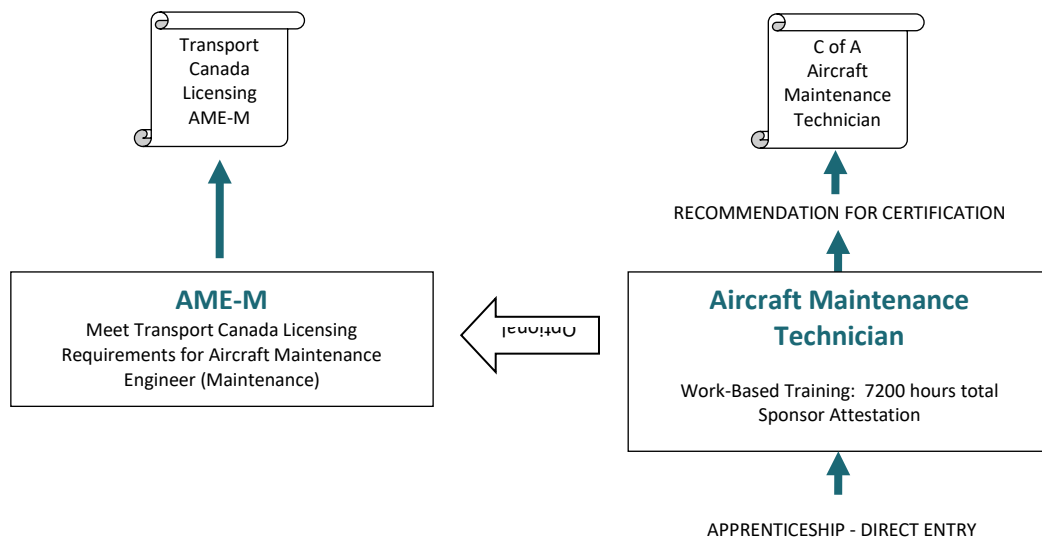 Transport
Canada
Licensing
AME-M
C of A
Aircraft
Maintenance
Technician
RECOMMENDATION FOR CERTIFICATION
AME-M
Meet Transport Canada Licensing
Requirements for Aircraft Maintenance
Engineer (Maintenance)
Optional
Aircraft Maintenance
Technician
Work-Based Training: 7200 hours total
Sponsor Attestation
APPRENTICESHIP - DIRECT ENTRY